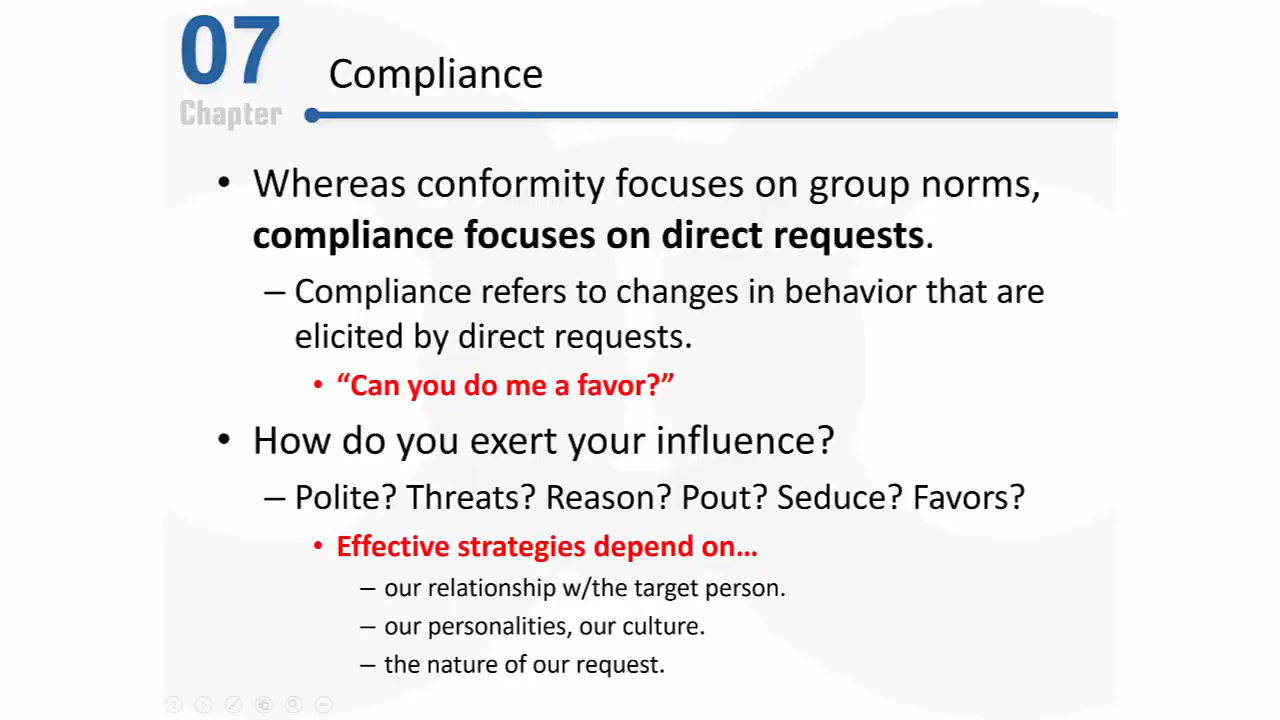 07
Chapter
Compliance
• Whereas conformity focuses on group norms,
compliance focuses on direct requests.
– Compliance refers to changes in behavior that are
elicited by direct requests.
• “Can you do me a favor?”
• How do you exert your influence?
– Polite? Threats? Reason? Pout? Seduce? Favors?
• Effective strategies depend on…
– our relationship w/the target person.
– our personalities, our culture.
– the nature of our request.